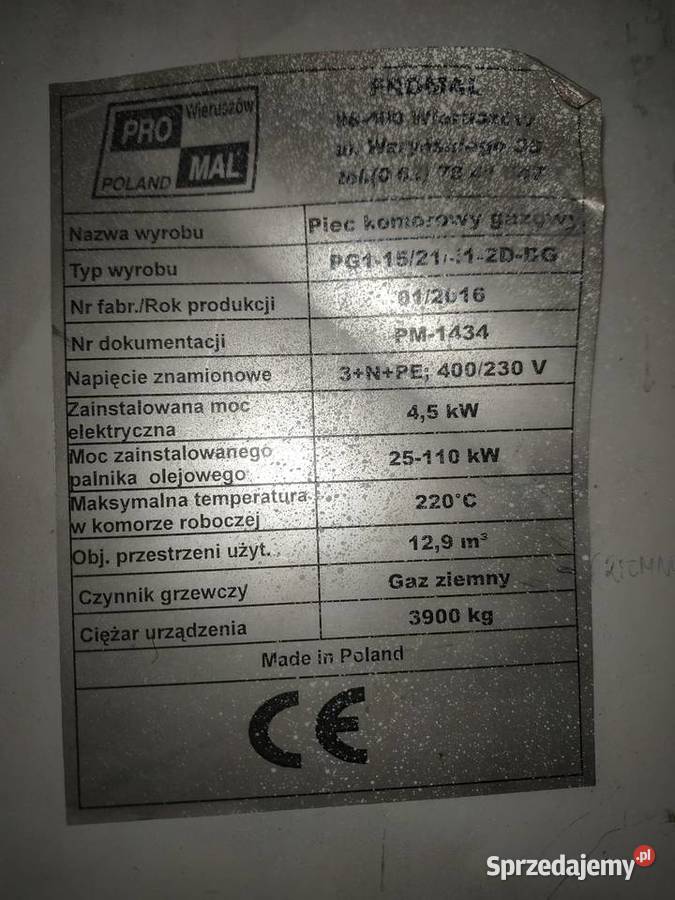 PRO Wieruszów
POLAND MAL
PROMAL
Wieruszów
ul.
Nazwa wyrobu Piec komorowy gazowy
Typ wyrobu
Nr fabr./Rok produkcji 01/2016
Nr dokumentacji PM-1434
Napięcie znamionowe 3+N+PE; 400/230 V
Zainstalowana moc
elektryczna 4,5 kW
Moc zainstalowanego
palnika olejowego 25-110 kW
Maksymalna temperatura
w komorze roboczej 220°C
Obj. przestrzeni użyt. 12,9 m³
Czynnik grzewczy Gaz ziemny
Ciężar urządzenia 3900 kg
Made in Poland
CE
Sprzedajemy.pl